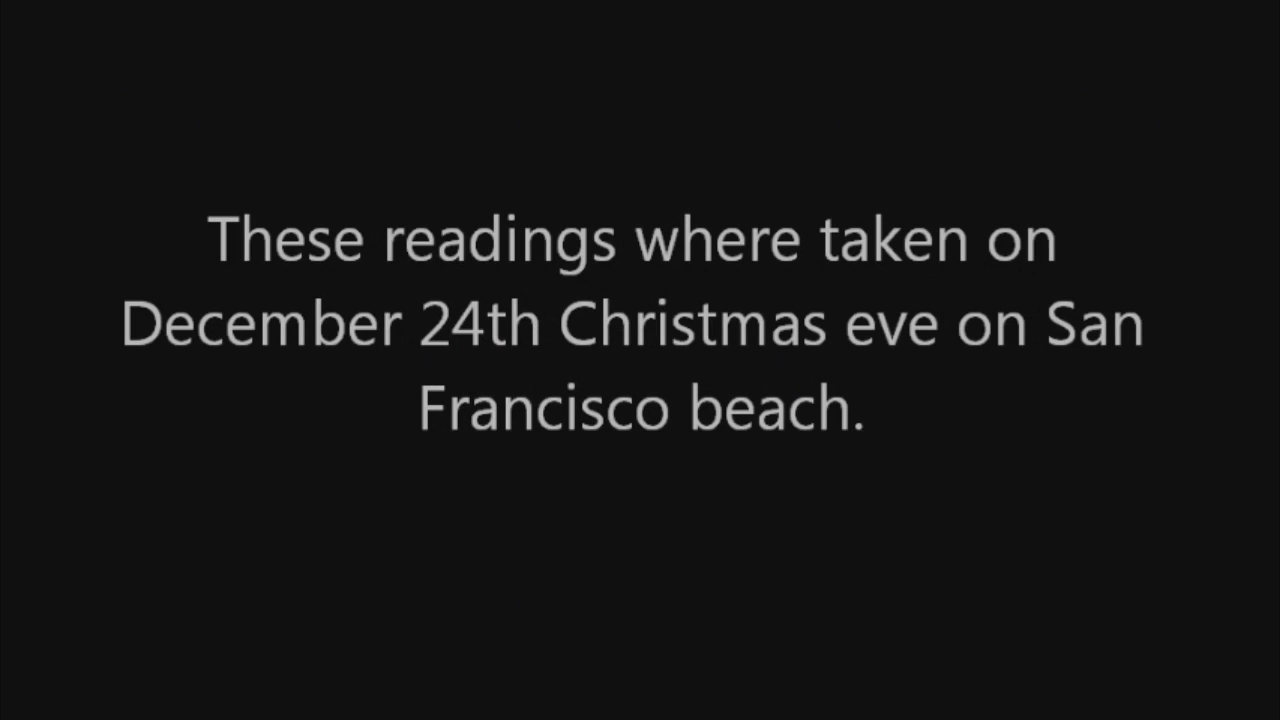 These readings where taken on
December 24th Christmas eve on San
Francisco beach.